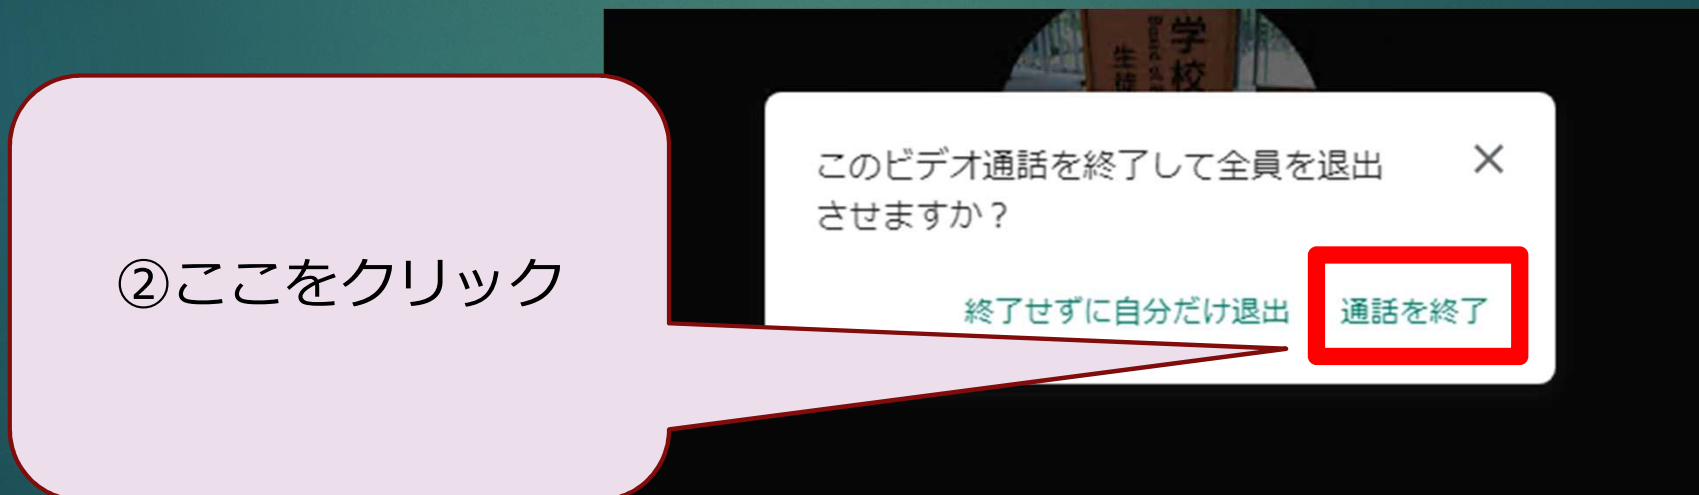 学校
生徒
②ここをクリック
このビデオ通話を終了して全員を退出
させますか？
終了せずに自分だけ退出
通話を終了